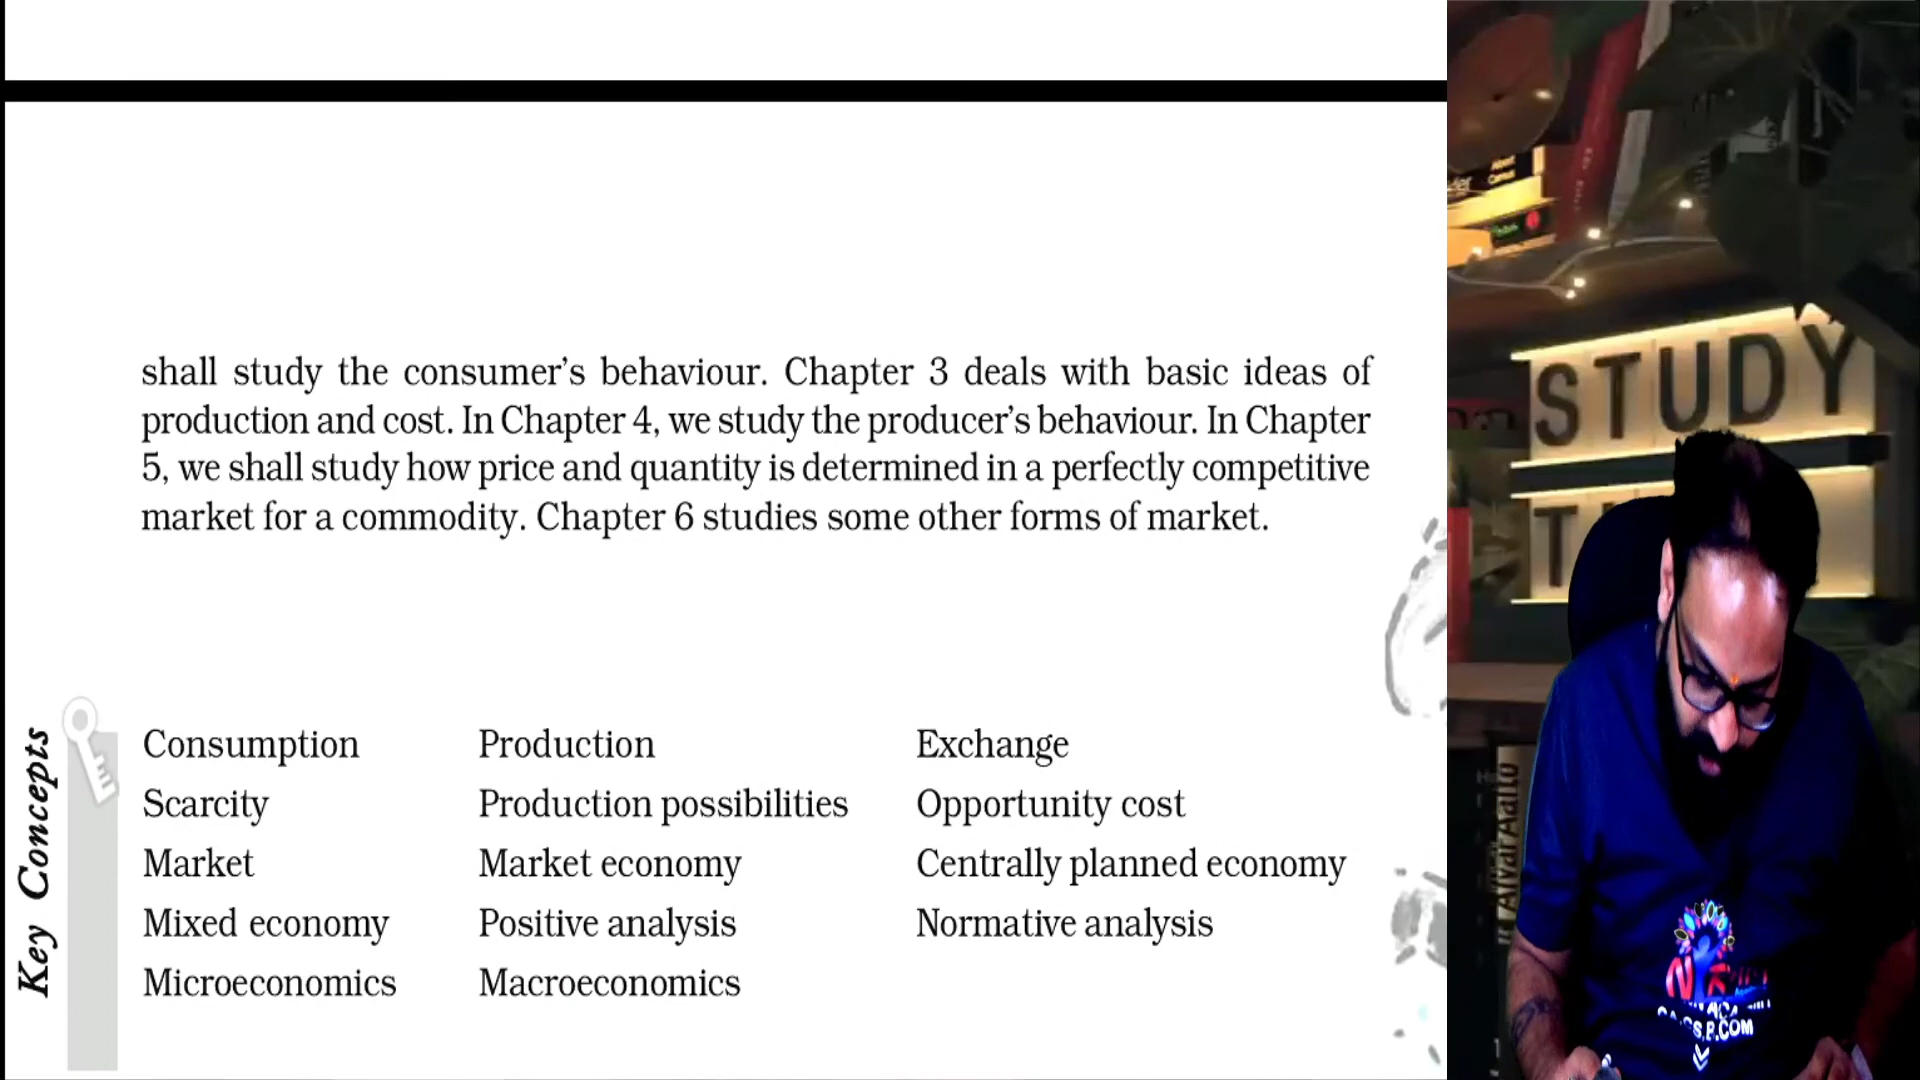 shall study the consumer’s behaviour. Chapter 3 deals with basic ideas of
production and cost. In Chapter 4, we study the producer’s behaviour. In Chapter
5, we shall study how price and quantity is determined in a perfectly competitive
market for a commodity. Chapter 6 studies some other forms of market.
Key Concepts
Consumption Production Exchange
Scarcity Production possibilities Opportunity cost
Market Market economy Centrally planned economy
Mixed economy Positive analysis Normative analysis
Microeconomics Macroeconomics
STUDY
Alvar Aalto